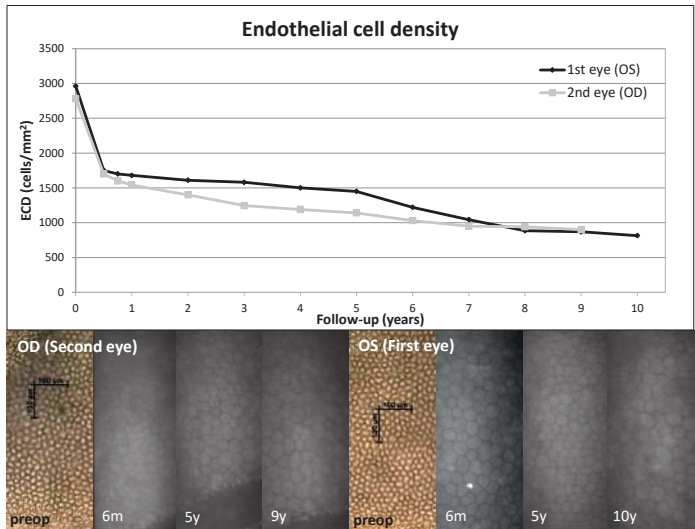 Endothelial cell density
3500
3000
2500
2000
1500
1000
500
0
ECD (cells/mm²)
1st eye (OS)
2nd eye (OD)
0 1 2 3 4 5 6 7 8 9 10
Follow-up (years)
OD (Second eye)
OS (First eye)
100 um
preop
6m
5y
9y
preop
6m
5y
10y